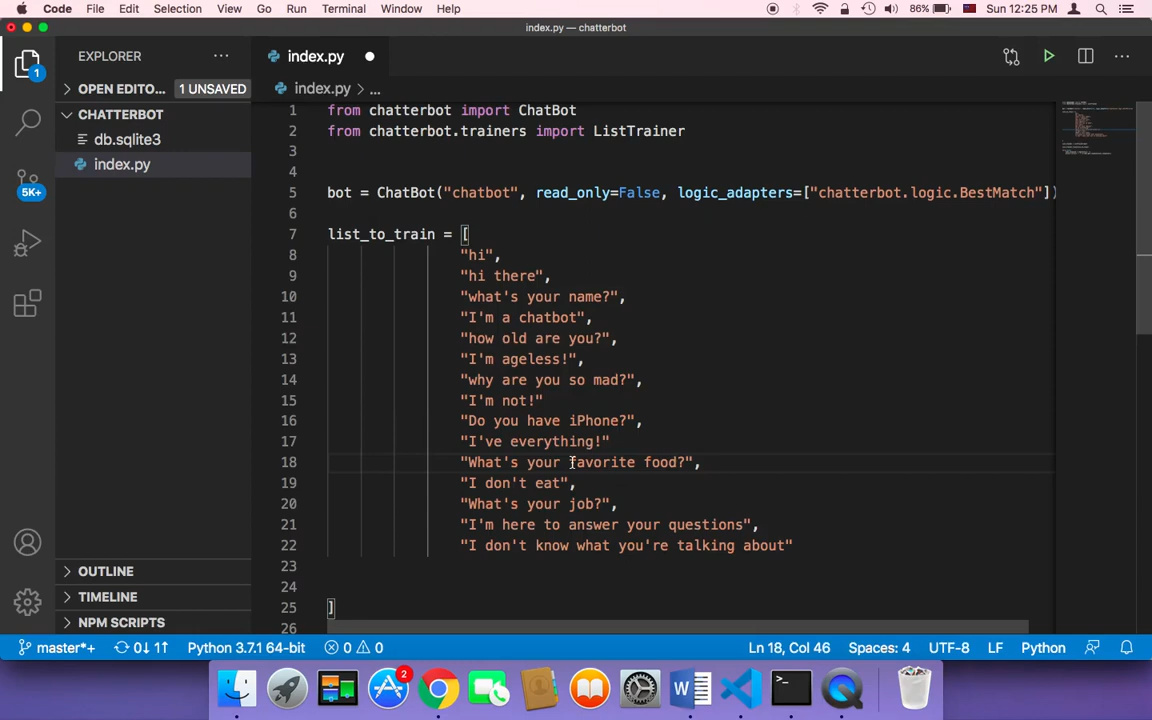 Code File Edit Selection View Go Run Terminal Window Help 86% Sun 12:25 PM
index.py — chatterbot
EXPLORER
index.py
1
OPEN EDITO... 1 UNSAVED
index.py > ...
CHATTERBOT
db.sqlite3
index.py
5K+
1 from chatterbot import ChatBot
2 from chatterbot.trainers import ListTrainer
3
4
5 bot = ChatBot("chatbot", read_only=False, logic_adapters=["chatterbot.logic.BestMatch"])
6
7 list_to_train = [
8 "hi",
9 "hi there",
10 "what's your name?",
11 "I'm a chatbot",
12 "how old are you?",
13 "I'm ageless!",
14 "why are you so mad?",
15 "I'm not!"
16 "Do you have iPhone?",
17 "I've everything!"
18 "What's your favorite food?",
19 "I don't eat",
20 "What's your job?",
21 "I'm here to answer your questions",
22 "I don't know what you're talking about"
23
24
25 ]
26
OUTLINE
TIMELINE
NPM SCRIPTS
master*+ 0↓ 1↑ Python 3.7.1 64-bit 0 0 Ln 18, Col 46 Spaces: 4 UTF-8 LF Python
2
W
>_